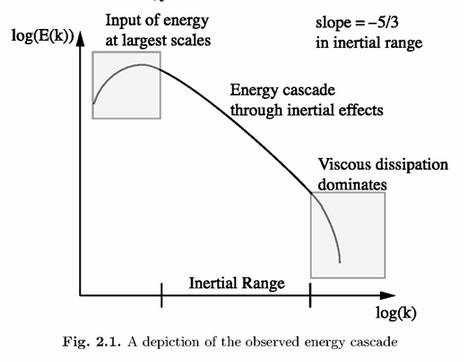 Input of energy
at largest scales
slope = -5/3
in inertial range
log(E(k))
Energy cascade
through inertial effects
Viscous dissipation
dominates
Inertial Range
log(k)
Fig. 2.1. A depiction of the observed energy cascade